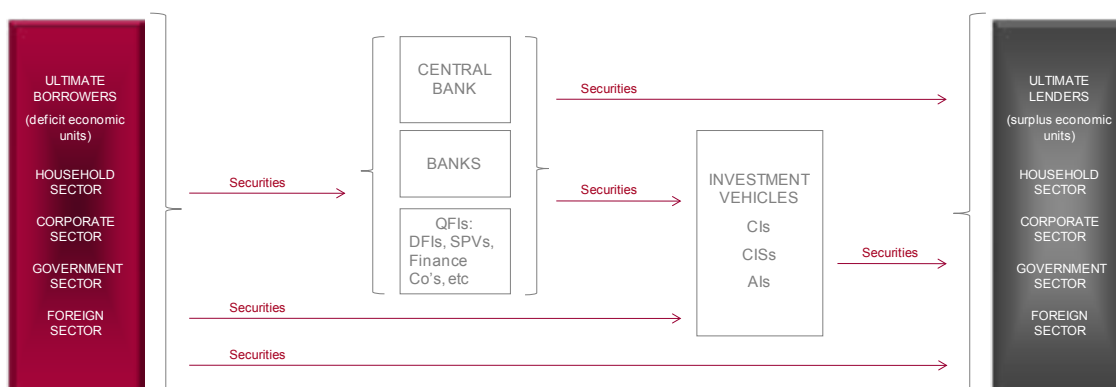 ULTIMATE
BORROWERS
(deficit economic
units)
HOUSEHOLD
SECTOR
CORPORATE
SECTOR
GOVERNMENT
SECTOR
FOREIGN
SECTOR
Securities
Securities
Securities
CENTRAL
BANK
BANKS
QFIs:
DFIs, SPVs,
Finance
Co's, etc
Securities
Securities
INVESTMENT
VEHICLES
CIs
CISs
AIs
Securities
ULTIMATE
LENDERS
(surplus economic
units)
HOUSEHOLD
SECTOR
CORPORATE
SECTOR
GOVERNMENT
SECTOR
FOREIGN
SECTOR